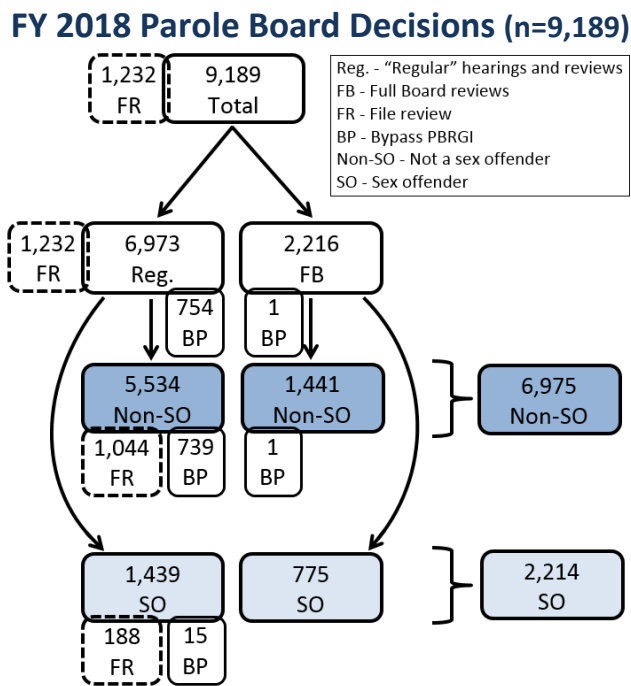 FY 2018 Parole Board Decisions (n=9,189)
1,232
FR
9,189
Total
Reg. - “Regular” hearings and reviews
FB - Full Board reviews
FR - File review
BP - Bypass PBRGI
Non-SO - Not a sex offender
SO - Sex offender
1,232
FR
6,973
Reg.
2,216
FB
754
BP
1
BP
5,534
Non-SO
1,441
Non-SO
6,975
Non-SO
1,044
FR
739
BP
1
BP
1,439
SO
775
SO
2,214
SO
188
FR
15
BP